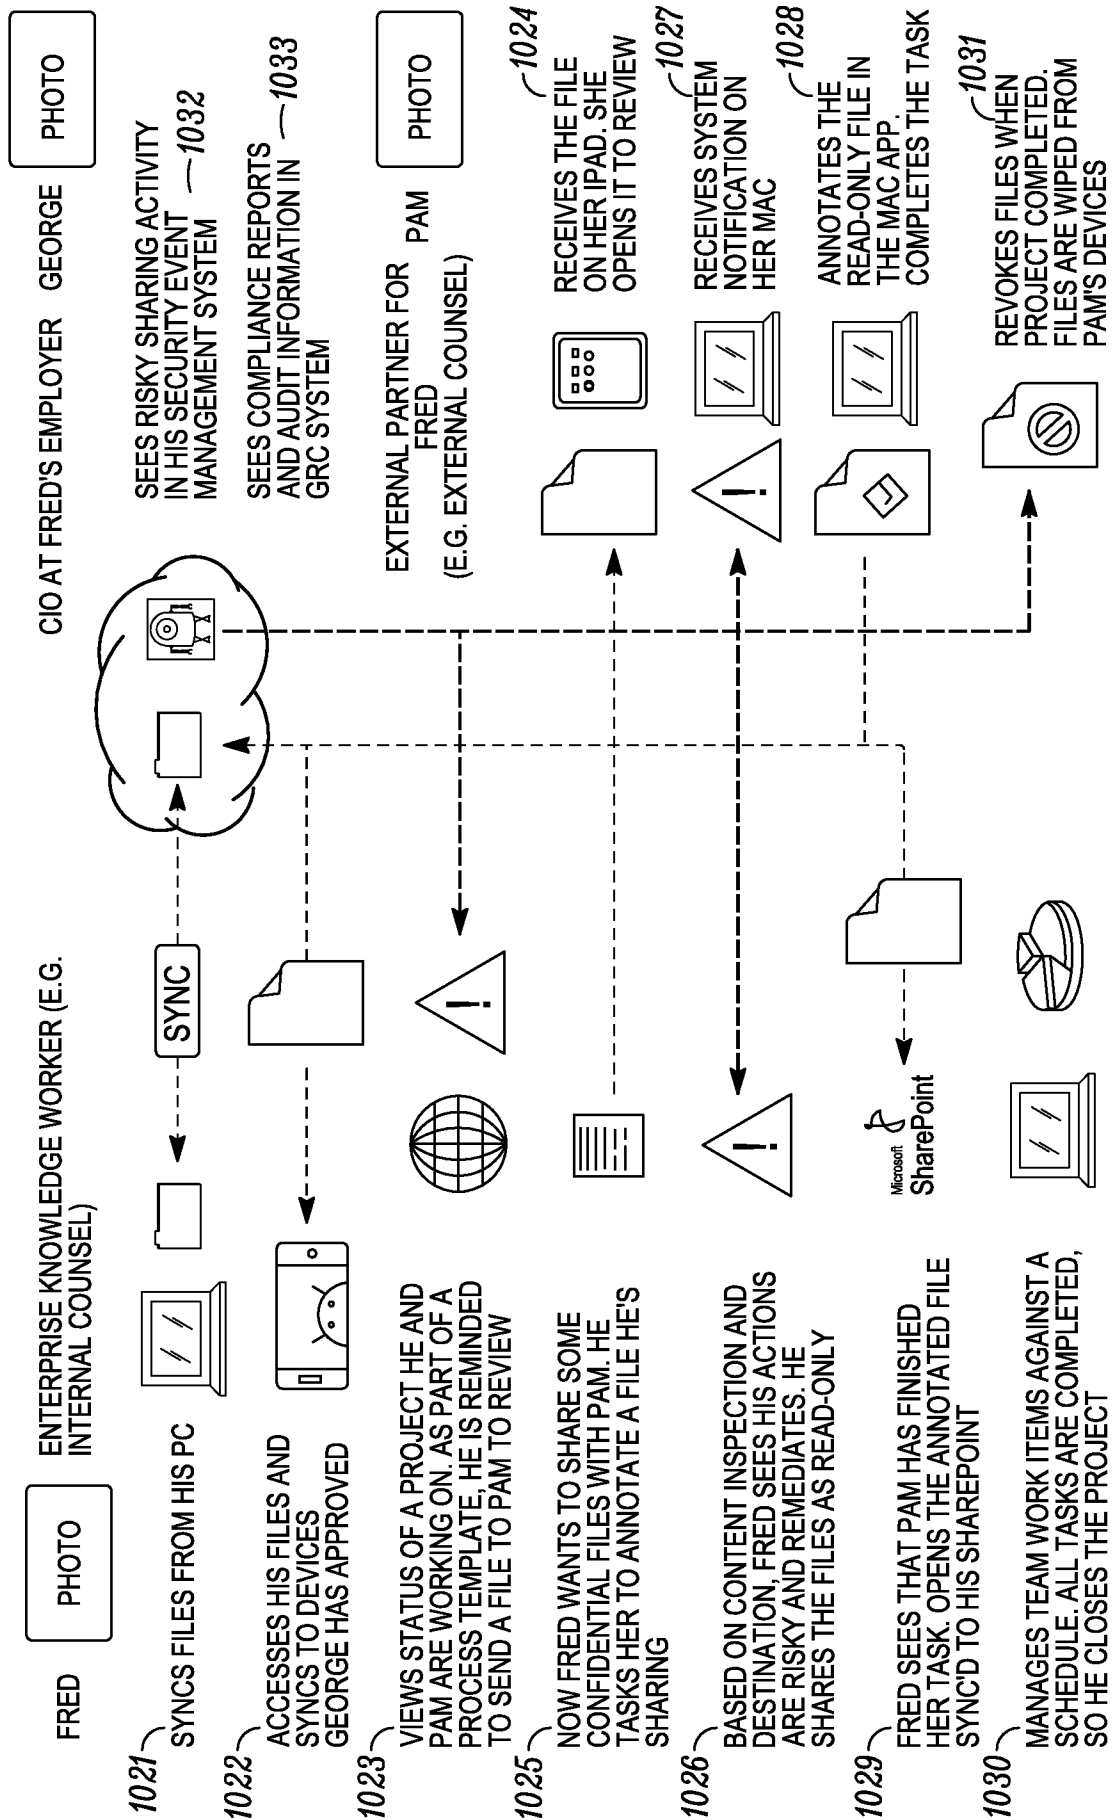 FRED
PHOTO
ENTERPRISE KNOWLEDGE WORKER (E.G.
INTERNAL COUNSEL)
CIO AT FRED'S EMPLOYER
GEORGE
PHOTO
1021
SYNCS FILES FROM HIS PC
SYNC
SEES RISKY SHARING ACTIVITY
IN HIS SECURITY EVENT
MANAGEMENT SYSTEM
1032
SEES COMPLIANCE REPORTS
AND AUDIT INFORMATION IN
GRC SYSTEM
1033
1022
ACCESSES HIS FILES AND
SYNCS TO DEVICES
GEORGE HAS APPROVED
EXTERNAL PARTNER FOR
FRED
(E.G. EXTERNAL COUNSEL)
PAM
PHOTO
1023
VIEWS STATUS OF A PROJECT HE AND
PAM ARE WORKING ON. AS PART OF A
PROCESS TEMPLATE, HE IS REMINDED
TO SEND A FILE TO PAM TO REVIEW
1024
RECEIVES THE FILE
ON HER IPAD. SHE
OPENS IT TO REVIEW
1025
NOW FRED WANTS TO SHARE SOME
CONFIDENTIAL FILES WITH PAM. HE
TASKS HER TO ANNOTATE A FILE HE'S
SHARING
1026
BASED ON CONTENT INSPECTION AND
DESTINATION, FRED SEES HIS ACTIONS
ARE RISKY AND REMEDIATES. HE
SHARES THE FILES AS READ-ONLY
1027
RECEIVES SYSTEM
NOTIFICATION ON
HER MAC
1028
ANNOTATES THE
READ-ONLY FILE IN
THE MAC APP.
COMPLETES THE TASK
1029
FRED SEES THAT PAM HAS FINISHED
HER TASK. OPENS THE ANNOTATED FILE
SYNC'D TO HIS SHAREPOINT
Microsoft
SharePoint
1030
MANAGES TEAM WORK ITEMS AGAINST A
SCHEDULE. ALL TASKS ARE COMPLETED,
SO HE CLOSES THE PROJECT
1031
REVOKES FILES WHEN
PROJECT COMPLETED.
FILES ARE WIPED FROM
PAM'S DEVICES